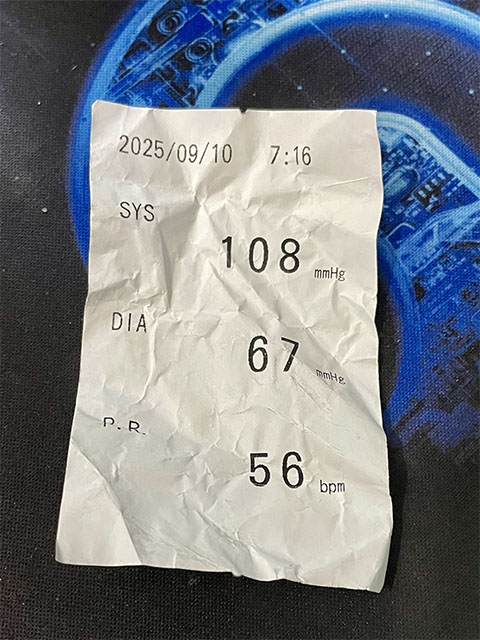 2025/09/10 7:16
SYS
108 mmHg
DIA
67 mmHg
P.R.
56 bpm